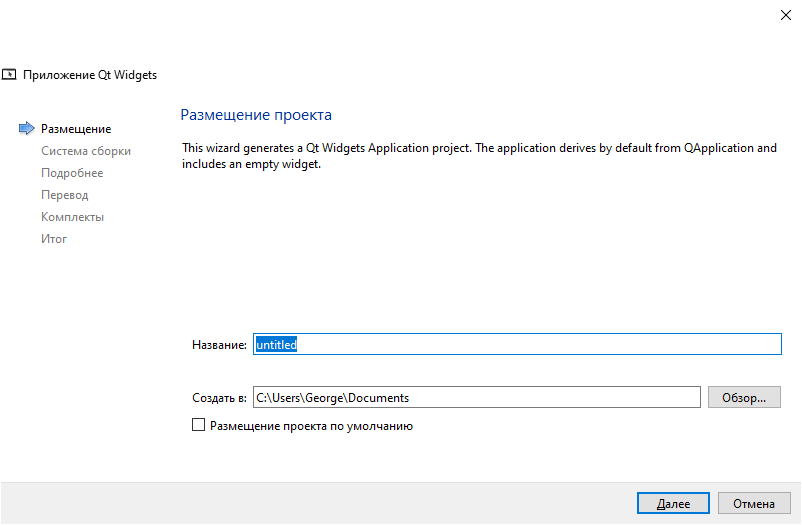 Приложение Qt Widgets
Размещение
Система сборки
Подробнее
Перевод
Комплекты
Итог
Размещение проекта
This wizard generates a Qt Widgets Application project. The application derives by default from QApplication and
includes an empty widget.
Название: untitled
Создать в: C:\Users\George\Documents Обзор...
Размещение проекта по умолчанию
Далее Отмена